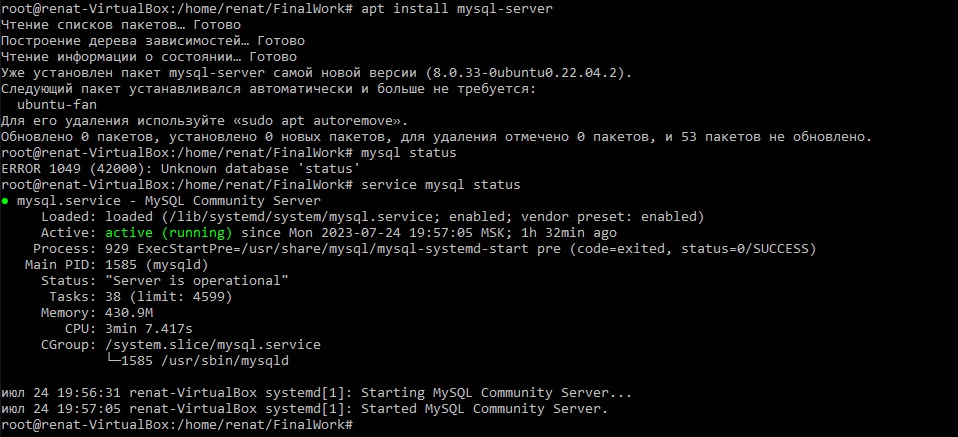 root@renat-VirtualBox:/home/renat/FinalWork# apt install mysql-server
Чтение списков пакетов… Готово
Построение дерева зависимостей… Готово
Чтение информации о состоянии… Готово
Уже установлен пакет mysql-server самой новой версии (8.0.33-0ubuntu0.22.04.2).
Следующий пакет устанавливался автоматически и больше не требуется:
  ubuntu-fan
Для его удаления используйте «sudo apt autoremove».
Обновлено 0 пакетов, установлено 0 новых пакетов, для удаления отмечено 0 пакетов, и 53 пакетов не обновлено.
root@renat-VirtualBox:/home/renat/FinalWork# mysql status
ERROR 1049 (42000): Unknown database 'status'
root@renat-VirtualBox:/home/renat/FinalWork# service mysql status
● mysql.service - MySQL Community Server
     Loaded: loaded (/lib/systemd/system/mysql.service; enabled; vendor preset: enabled)
     Active: active (running) since Mon 2023-07-24 19:57:05 MSK; 1h 32min ago
    Process: 929 ExecStartPre=/usr/share/mysql/mysql-systemd-start pre (code=exited, status=0/SUCCESS)
   Main PID: 1585 (mysqld)
     Status: "Server is operational"
      Tasks: 38 (limit: 4599)
     Memory: 430.9M
        CPU: 3min 7.417s
     CGroup: /system.slice/mysql.service
             └─1585 /usr/sbin/mysqld

июл 24 19:56:31 renat-VirtualBox systemd[1]: Starting MySQL Community Server...
июл 24 19:57:05 renat-VirtualBox systemd[1]: Started MySQL Community Server.
root@renat-VirtualBox:/home/renat/FinalWork#